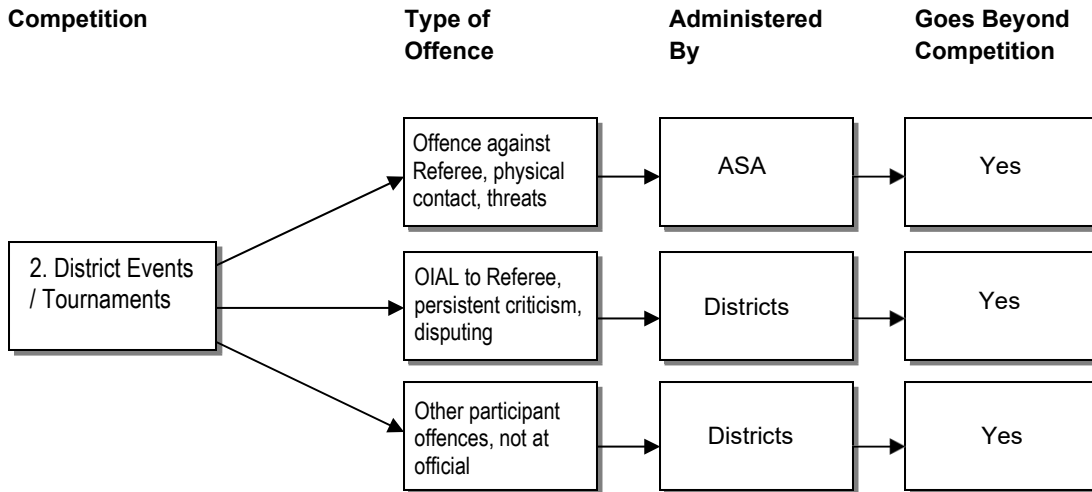 Competition
Type of
Offence
Administered
By
Goes Beyond
Competition
Offence against
Referee, physical
contact, threats
ASA
Yes
2. District Events
/ Tournaments
OIAL to Referee,
persistent criticism,
disputing
Districts
Yes
Other participant
offences, not at
official
Districts
Yes